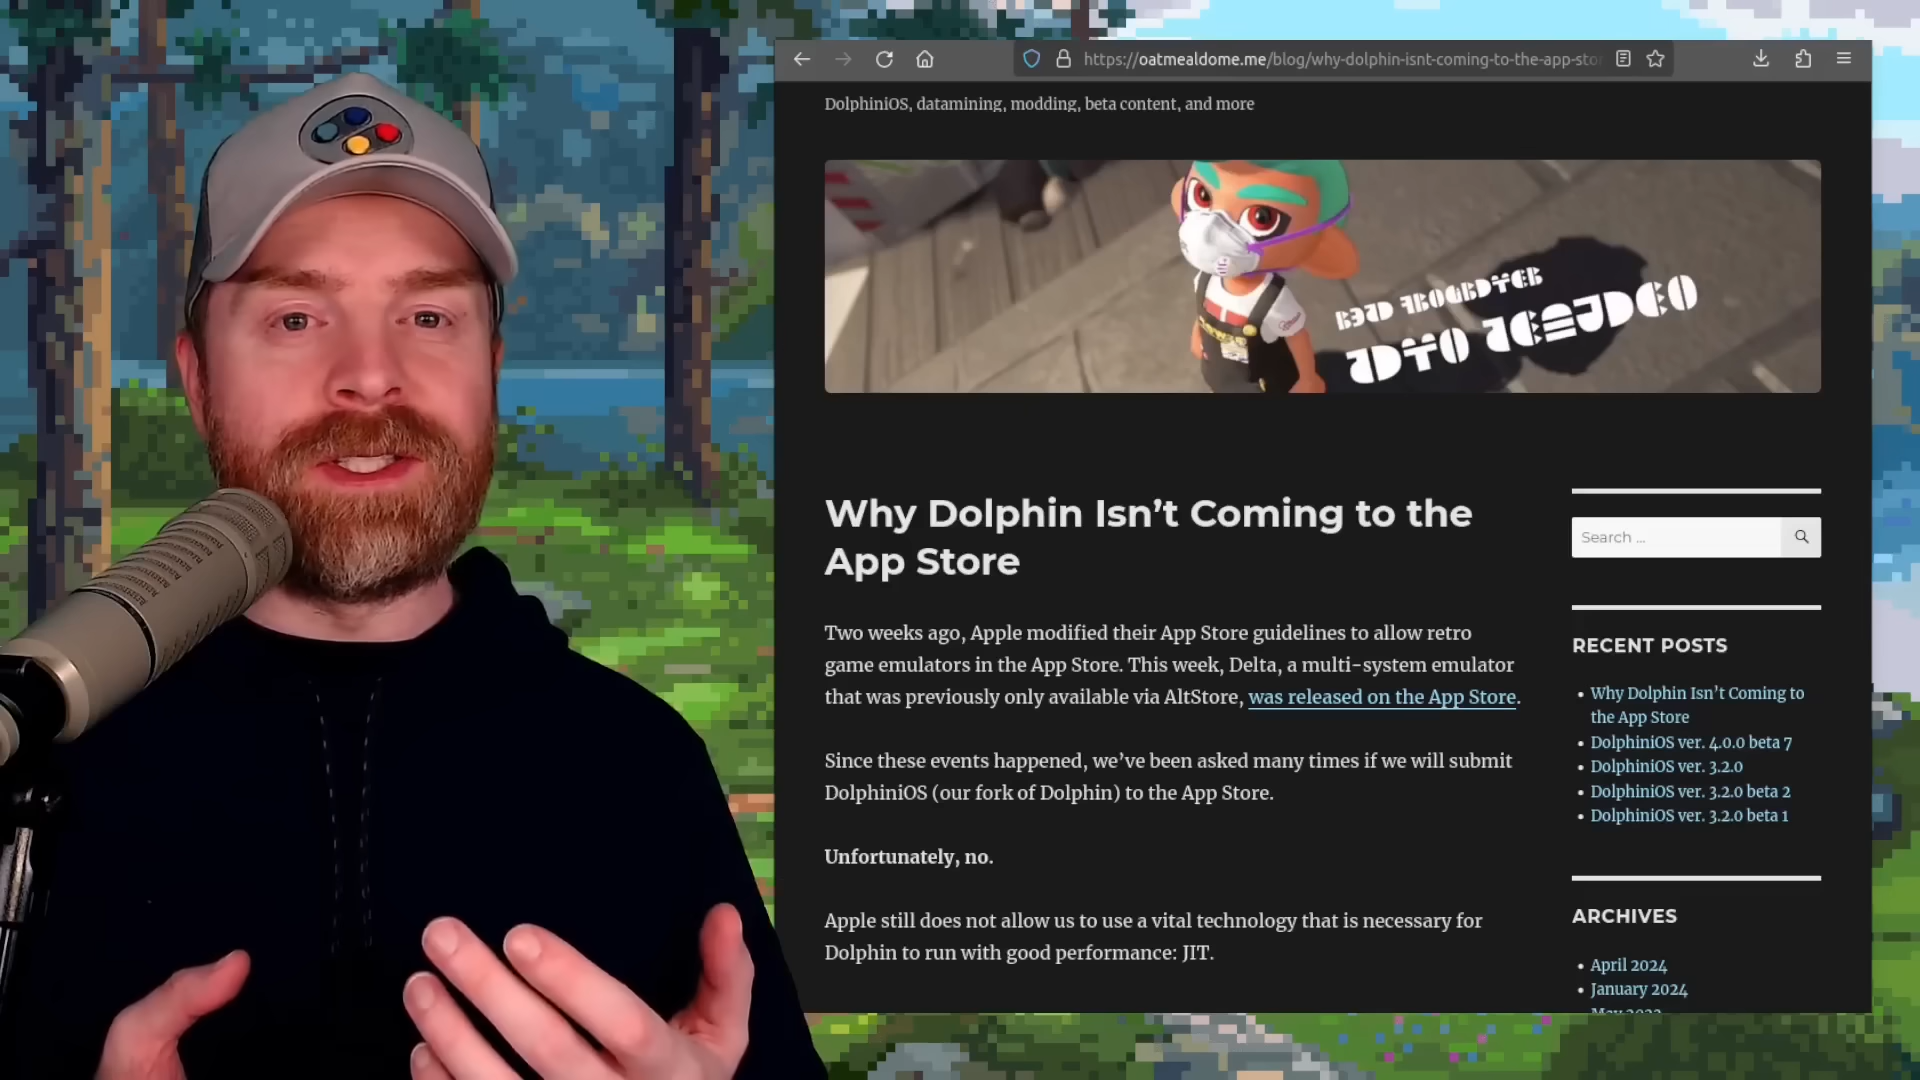 https://oatmealdome.me/blog/why-dolphin-isnt-coming-to-the-app-stor
DolphiniOS, datamining, modding, beta content, and more
Why Dolphin Isn’t Coming to the
App Store
Two weeks ago, Apple modified their App Store guidelines to allow retro
game emulators in the App Store. This week, Delta, a multi-system emulator
that was previously only available via AltStore, was released on the App Store.
Since these events happened, we’ve been asked many times if we will submit
DolphiniOS (our fork of Dolphin) to the App Store.
Unfortunately, no.
Apple still does not allow us to use a vital technology that is necessary for
Dolphin to run with good performance: JIT.
Search ...
RECENT POSTS
Why Dolphin Isn’t Coming to
the App Store
DolphiniOS ver. 4.0.0 beta 7
DolphiniOS ver. 3.2.0
DolphiniOS ver. 3.2.0 beta 2
DolphiniOS ver. 3.2.0 beta 1
ARCHIVES
April 2024
January 2024